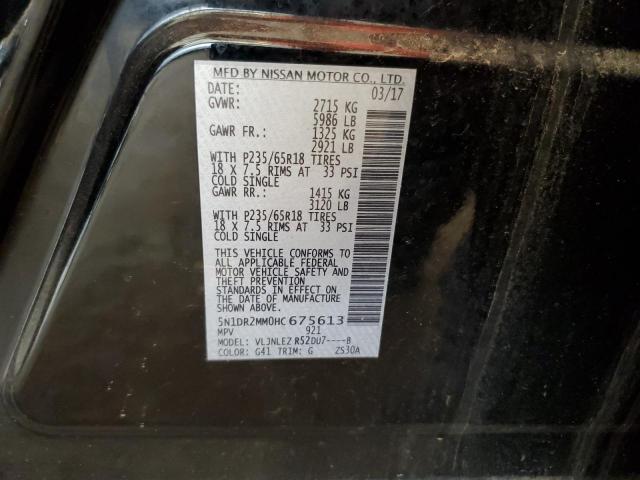 MFD BY NISSAN MOTOR CO., LTD.
DATE: 03/17
GVWR: 2715 KG
5986 LB
GAWR FR.: 1325 KG
2921 LB
WITH P235/65R18 TIRES
18 X 7.5 RIMS AT 33 PSI
COLD SINGLE
GAWR RR.: 1415 KG
3120 LB
WITH P235/65R18 TIRES
18 X 7.5 RIMS AT 33 PSI
COLD SINGLE
THIS VEHICLE CONFORMS TO
ALL APPLICABLE FEDERAL
MOTOR VEHICLE SAFETY AND
THEFT PREVENTION
STANDARDS IN EFFECT ON
THE DATE OF MANUFACTURE
SHOWN ABOVE.
5N1DR2MM0HC675613
MPV 921
MODEL: VLJNLEZ R52DU7----B
COLOR: G41 TRIM: G ZS30A